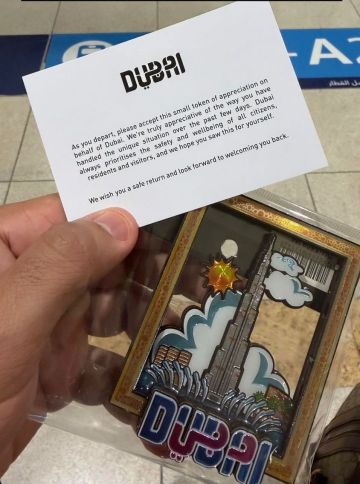 DUBAI
As you depart, please accept this small token of appreciation on
behalf of Dubai. We're truly appreciative of the way you have
handled the unique situation over the past few days. Dubai
always prioritises the safety and wellbeing of all citizens,
residents and visitors, and we hope you saw this for yourself.
We wish you a safe return and look forward to welcoming you back.
A
DUBAI